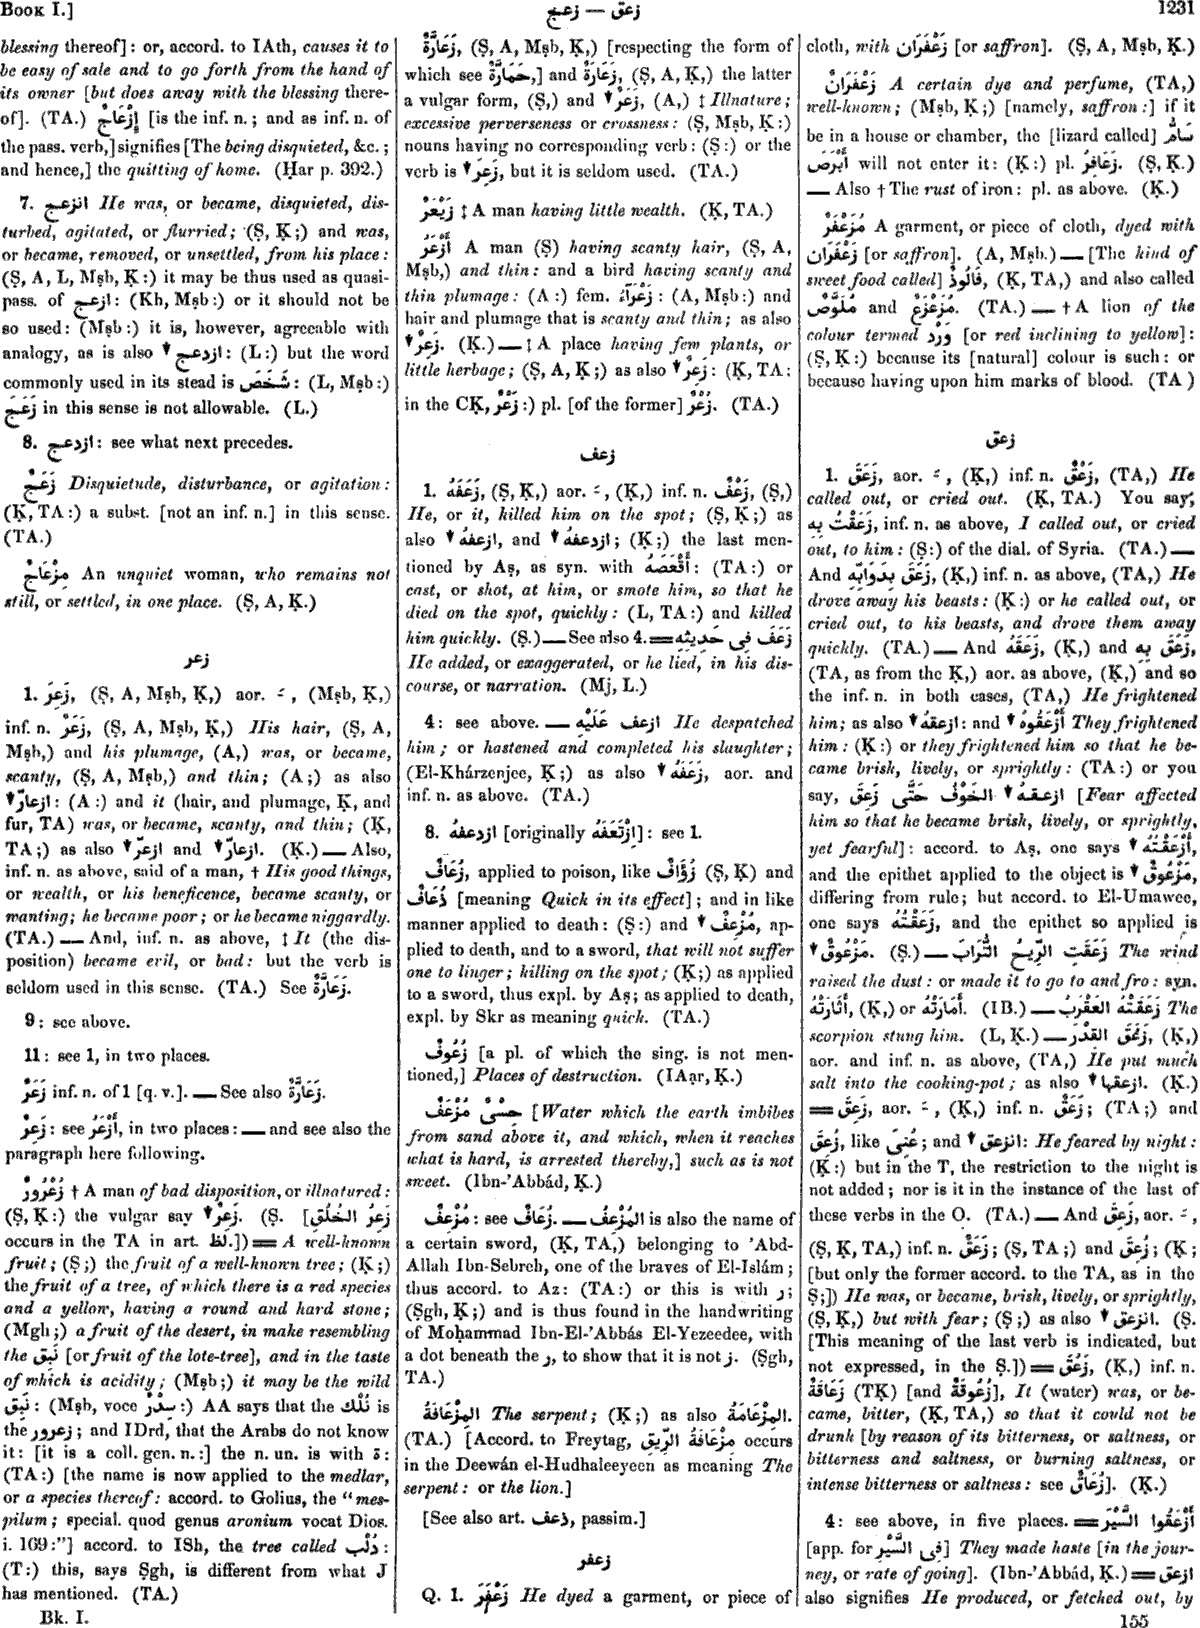 Book I.]
زعق — زعج
1231
blessing thereof]: or, accord. to IAth, causes it to
be easy of sale and to go forth from the hand of
its owner [but does away with the blessing there-
of]. (TA.) إِزْعَاجٌ [is the inf. n.; and as inf. n. of
the pass. verb,] signifies [The being disquieted, &c.;
and hence,] the quitting of home. (Ḥar p. 392.)
7. انزعج He was, or became, disquieted, dis-
turbed, agitated, or flurried; (Ṣ, Ḳ;) and was,
or became, removed, or unsettled, from his place:
(Ṣ, A, L, Mṣb, Ḳ:) it may be thus used as quasi-
pass. of ازعج: (Kh, Mṣb:) or it should not be
so used: (Mṣb:) it is, however, agreeable with
analogy, as is also ازدعج: (L:) but the word
commonly used in its stead is شَخَصَ: (L, Mṣb:)
زَعَجَ in this sense is not allowable. (L.)
8. ازدعج: see what next precedes.
زَعَجٌ Disquietude, disturbance, or agitation:
(Ḳ, TA:) a subst. [not an inf. n.] in this sense.
(TA.)
مِزْعَاجٌ An unquiet woman, who remains not
still, or settled, in one place. (Ṣ, A, Ḳ.)
زعر
1. زَعِرَ, (Ṣ, A, Mṣb, Ḳ,) aor. ـَ, (Mṣb, Ḳ,)
inf. n. زَعَرٌ, (Ṣ, A, Mṣb, Ḳ,) His hair, (Ṣ, A,
Mṣb,) and his plumage, (A,) was, or became,
scanty, (Ṣ, A, Mṣb,) and thin; (A;) as also
ازعارّ: (A:) and it (hair, and plumage, Ḳ, and
fur, TA) was, or became, scanty, and thin; (Ḳ,
TA;) as also ازعرّ and ازعارّ. (Ḳ.) — Also,
inf. n. as above, said of a man, † His good things,
or wealth, or his beneficence, became scanty, or
wanting; he became poor; or he became niggardly.
(TA.) — And, inf. n. as above, ‡ It (the dis-
position) became evil, or bad: but the verb is
seldom used in this sense. (TA.) See زَعَارَّةٌ.
9: see above.
11: see 1, in two places.
زَعَرٌ inf. n. of 1 [q. v.]. — See also زَعَارَّةٌ.
زَعِرٌ: see أَزْعَرُ, in two places: — and see also the
paragraph here following.
زُعْرُورٌ † A man of bad disposition, or illnatured:
(Ṣ, Ḳ:) the vulgar say زَعِرٌ. (Ṣ. [زَعِرُ الخُلُقِ
occurs in the TA in art. لظ.]) = A well-known
fruit; (Ṣ;) the fruit of a well-known tree; (Ḳ;)
the fruit of a tree, of which there is a red species
and a yellow, having a round and hard stone;
(Mgh;) a fruit of the desert, in make resembling
the نَبِق [or fruit of the lote-tree], and in the taste
of which is acidity; (Mṣb;) it may be the wild
نَبِق: (Mṣb, voce سِدْرٌ:) AA says that the نُلْك is
the زعرور; and IDrd, that the Arabs do not know
it: [it is a coll. gen. n.:] the n. un. is with ة:
(TA:) [the name is now applied to the medlar,
or a species thereof: accord. to Golius, the "mes-
pilum; special. quod genus aronium vocat Dios.
i. 169:"] accord. to ISh, the tree called دُلْب:
(T:) this, says Ṣgh, is different from what J
has mentioned. (TA.)
Bk. I.
زَعَارَّةٌ, (Ṣ, A, Mṣb, Ḳ,) [respecting the form of
which see حَمَارَّةٌ,] and زَعَارَةٌ, (Ṣ, A, Ḳ,) the latter
a vulgar form, (Ṣ,) and زَعَرٌ, (A,) ‡ Illnature;
excessive perverseness or crossness: (Ṣ, Mṣb, Ḳ:)
nouns having no corresponding verb: (Ṣ:) or the
verb is زَعِرَ, but it is seldom used. (TA.)
زَيْعَرٌ ‡ A man having little wealth. (Ḳ, TA.)
أَزْعَرُ A man (Ṣ) having scanty hair, (Ṣ, A,
Mṣb,) and thin: and a bird having scanty and
thin plumage: (A:) fem. زَعْرَآءُ: (A, Mṣb:) and
hair and plumage that is scanty and thin; as also
زَعِرٌ. (Ḳ.) — ‡ A place having few plants, or
little herbage; (Ṣ, A, Ḳ;) as also زَعِرٌ: (Ḳ, TA:
in the CḲ, زَعْرٌ:) pl. [of the former] زُعْرٌ. (TA.)
زعف
1. زَعَفَهُ, (Ṣ, Ḳ,) aor. ـَ, (Ḳ,) inf. n. زَعْفٌ, (Ṣ,)
He, or it, killed him on the spot; (Ṣ, Ḳ;) as
also ازعفهُ, and ازدعفهُ; (Ḳ;) the last men-
tioned by Aṣ, as syn. with أَقْعَصَهُ: (TA:) or
cast, or shot, at him, or smote him, so that he
died on the spot, quickly: (L, TA:) and killed
him quickly. (Ṣ.) — See also 4. = زَعَفَ فِى حَدِيثِهِ
He added, or exaggerated, or he lied, in his dis-
course, or narration. (Mj, L.)
4: see above. — ازعف عَلَيْهِ He despatched
him; or hastened and completed his slaughter;
(El-Khárzenjee, Ḳ;) as also زَعَفَهُ, aor. and
inf. n. as above. (TA.)
8. ازدعفهُ [originally اِزْتَعَفَهُ]: see 1.
زُعَافٌ, applied to poison, like زُؤَافٌ (Ṣ, Ḳ) and
ذُعَافٌ [meaning Quick in its effect]; and in like
manner applied to death: (Ṣ:) and مُزْعِفٌ, ap-
plied to death, and to a sword, that will not suffer
one to linger; killing on the spot; (Ḳ;) as applied
to a sword, thus expl. by Aṣ; as applied to death,
expl. by Skr as meaning quick. (TA.)
زُعُوفٌ [a pl. of which the sing. is not men-
tioned,] Places of destruction. (IAạr, Ḳ.)
حِسْىٌ مُزْعَفٌ [Water which the earth imbibes
from sand above it, and which, when it reaches
what is hard, is arrested thereby,] such as is not
sweet. (Ibn-'Abbád, Ḳ.)
مُزْعِفٌ: see زُعَافٌ. — المُزْعِفُ is also the name of
a certain sword, (Ḳ, TA,) belonging to 'Abd-
Allah Ibn-Sebreh, one of the braves of El-Islám;
thus accord. to Az: (TA:) or this is with ر;
(Ṣgh, Ḳ;) and is thus found in the handwriting
of Moḥammad Ibn-El-'Abbás El-Yezeedee, with
a dot beneath the ر, to show that it is not ز. (Ṣgh,
TA.)
المِزْعَافَةُ The serpent; (Ḳ;) as also المِزْعَامَةُ.
(TA.) [Accord. to Freytag, مِزْعَافَةُ الرِّيقِ occurs
in the Deewán el-Hudhaleeyeen as meaning The
serpent: or the lion.]
[See also art. ذعف, passim.]
زعفر
Q. 1. زَعْفَرَ He dyed a garment, or piece of
cloth, with زَعْفَرَان [or saffron]. (Ṣ, A, Mṣb, Ḳ.)
زَعْفَرَانٌ A certain dye and perfume, (TA,)
well-known; (Mṣb, Ḳ;) [namely, saffron:] if it
be in a house or chamber, the [lizard called] سَامُّ
أَبْرَصَ will not enter it: (Ḳ:) pl. زَعَافِرُ. (Ṣ, Ḳ.)
— Also † The rust of iron: pl. as above. (Ḳ.)
مُزَعْفَرٌ A garment, or piece of cloth, dyed with
زَعْفَرَان [or saffron]. (A, Mṣb.) — [The kind of
sweet food called] فَالُوذٌ, (Ḳ, TA,) and also called
مُلَوَّصٌ and مُزَعْزَعٌ. (TA.) — † A lion of the
colour termed وَرْد [or red inclining to yellow]:
(Ṣ, Ḳ:) because its [natural] colour is such: or
because having upon him marks of blood. (TA)
زعق
1. زَعَقَ, aor. ـَ, (Ḳ,) inf. n. زَعْقٌ, (TA,) He
called out, or cried out. (Ḳ, TA.) You say,
زَعَقْتُ بِهِ, inf. n. as above, I called out, or cried
out, to him: (Ṣ:) of the dial. of Syria. (TA.) —
And زَعَقَ بِدَوَابِّهِ, (Ḳ,) inf. n. as above, (TA,) He
drove away his beasts: (Ḳ:) or he called out, or
cried out, to his beasts, and drove them away
quickly. (TA.) — And زَعَقَهُ, (Ḳ,) and زَعَقَ بِهِ,
(TA, as from the Ḳ,) aor. as above, (Ḳ,) and so
the inf. n. in both cases, (TA,) He frightened
him; as also ازعقهُ: and أَزْعَقُوهُ They frightened
him: (Ḳ:) or they frightened him so that he be-
came brisk, lively, or sprightly: (TA:) or you
say, ازعقهُ الخَوْفُ حَتَّى زَعِقَ [Fear affected
him so that he became brisk, lively, or sprightly,
yet fearful]: accord. to Aṣ, one says أَزْعَقْتُهُ,
and the epithet applied to the object is مَزْعُوقٌ,
differing from rule; but accord. to El-Umawee,
one says زَعَقْتُهُ, and the epithet so applied is
مَزْعُوقٌ. (Ṣ.) — زَعَقَتِ الرِّيحُ التُّرَابَ The wind
raised the dust: or made it to go to and fro: syn.
أَثَارَتْهُ, (Ḳ,) or أَمَارَتْهُ. (IB.) — زَعَقَتْهُ العَقْرَبُ The
scorpion stung him. (L, Ḳ.) — زَعَقَ القِدْرَ, (Ḳ,)
aor. and inf. n. as above, (TA,) He put much
salt into the cooking-pot; as also ازعقها. (Ḳ.)
= زَعِقَ, aor. ـَ, (Ḳ,) inf. n. زَعَقٌ; (TA;) and
زُعِقَ, like عُنِىَ; and انزعق: He feared by night:
(Ḳ:) but in the T, the restriction to the night is
not added; nor is it in the instance of the last of
these verbs in the O. (TA.) — And زَعِقَ, aor. ـَ,
(Ṣ, Ḳ, TA,) inf. n. زَعَقٌ; (Ṣ, TA;) and زُعِقَ; (Ḳ;
[but only the former accord. to the TA, as in the
Ṣ;]) He was, or became, brisk, lively, or sprightly,
(Ṣ, Ḳ,) but with fear; (Ṣ;) as also انزعق. (Ṣ.
[This meaning of the last verb is indicated, but
not expressed, in the Ṣ.]) = زَعُقَ, (Ḳ,) inf. n.
زَعَاقَةٌ (TḲ) [and زُعُوقَةٌ], It (water) was, or be-
came, bitter, (Ḳ, TA,) so that it could not be
drunk [by reason of its bitterness, or saltness, or
bitterness and saltness, or burning saltness, or
intense bitterness or saltness: see زُعَاقٌ]. (Ḳ.)
4: see above, in five places. = أَزْعَقُوا السَّيْرَ
[app. for فِى السَّيْرِ] They made haste [in the jour-
ney, or rate of going]. (Ibn-'Abbád, Ḳ.) = ازعق
also signifies He produced, or fetched out, by
155